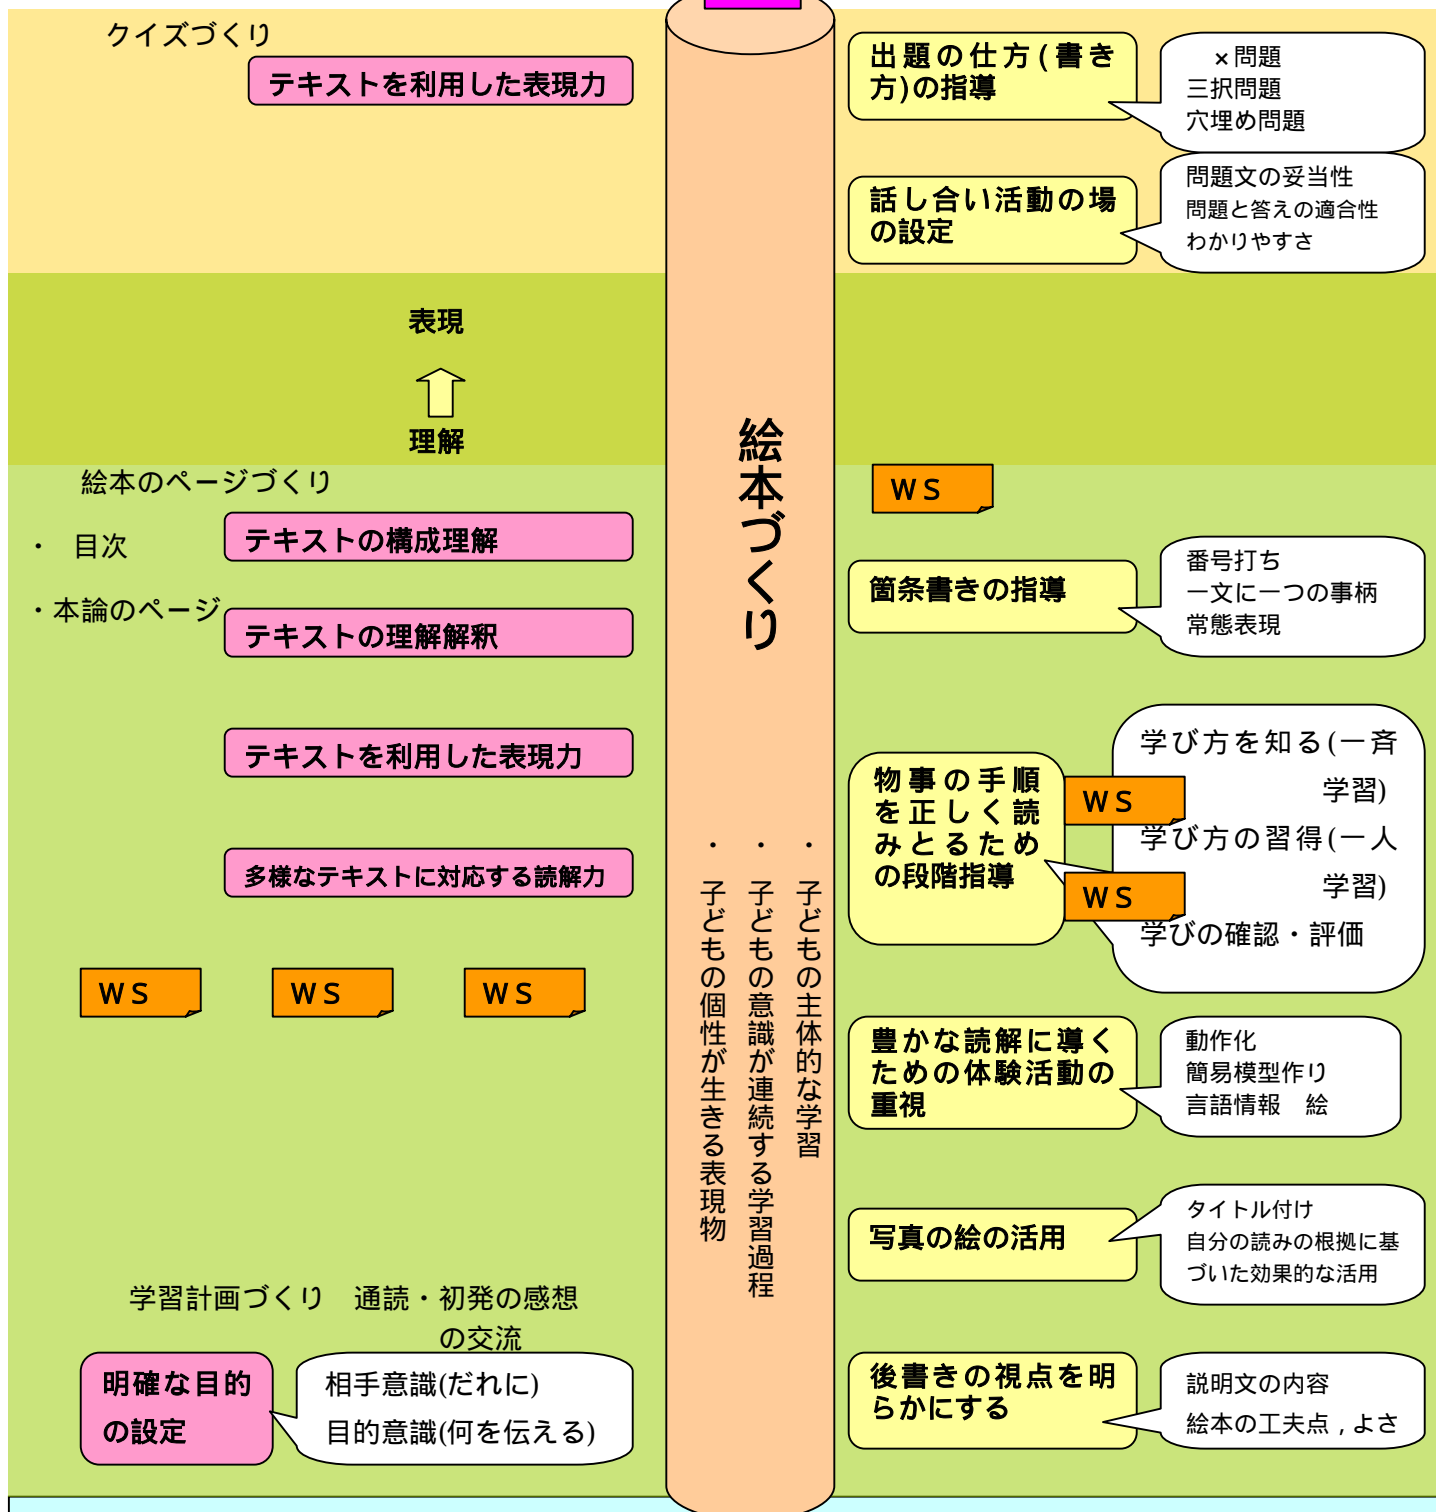 クイズづくり
テキストを利用した表現力
表現
理解
絵本のページづくり
・ 目次
テキストの構成理解
・本論のページ
テキストの理解解釈
テキストを利用した表現力
多様なテキストに対応する読解力
WS
WS
WS
学習計画づくり　通読・初発の感想
の交流
明確な目的
の設定
相手意識(だれに)
目的意識(何を伝える)
絵本づくり
・ 子どもの主体的な学習
・ 子どもの意識が連続する学習過程
・ 子どもの個性が生きる表現物
出題の仕方(書き
方)の指導
×問題
三択問題
穴埋め問題
話し合い活動の場
の設定
問題文の妥当性
問題と答えの適合性
わかりやすさ
WS
箇条書きの指導
番号打ち
一文に一つの事柄
常態表現
物事の手順
を正しく読
みとるため
の段階指導
WS
WS
学び方を知る(一斉
学習)
学び方の習得(一人
学習)
学びの確認・評価
豊かな読解に導く
ための体験活動の
重視
動作化
簡易模型作り
言語情報　絵
写真の絵の活用
タイトル付け
自分の読みの根拠に基
づいた効果的な活用
後書きの視点を明
らかにする
説明文の内容
絵本の工夫点，よさ